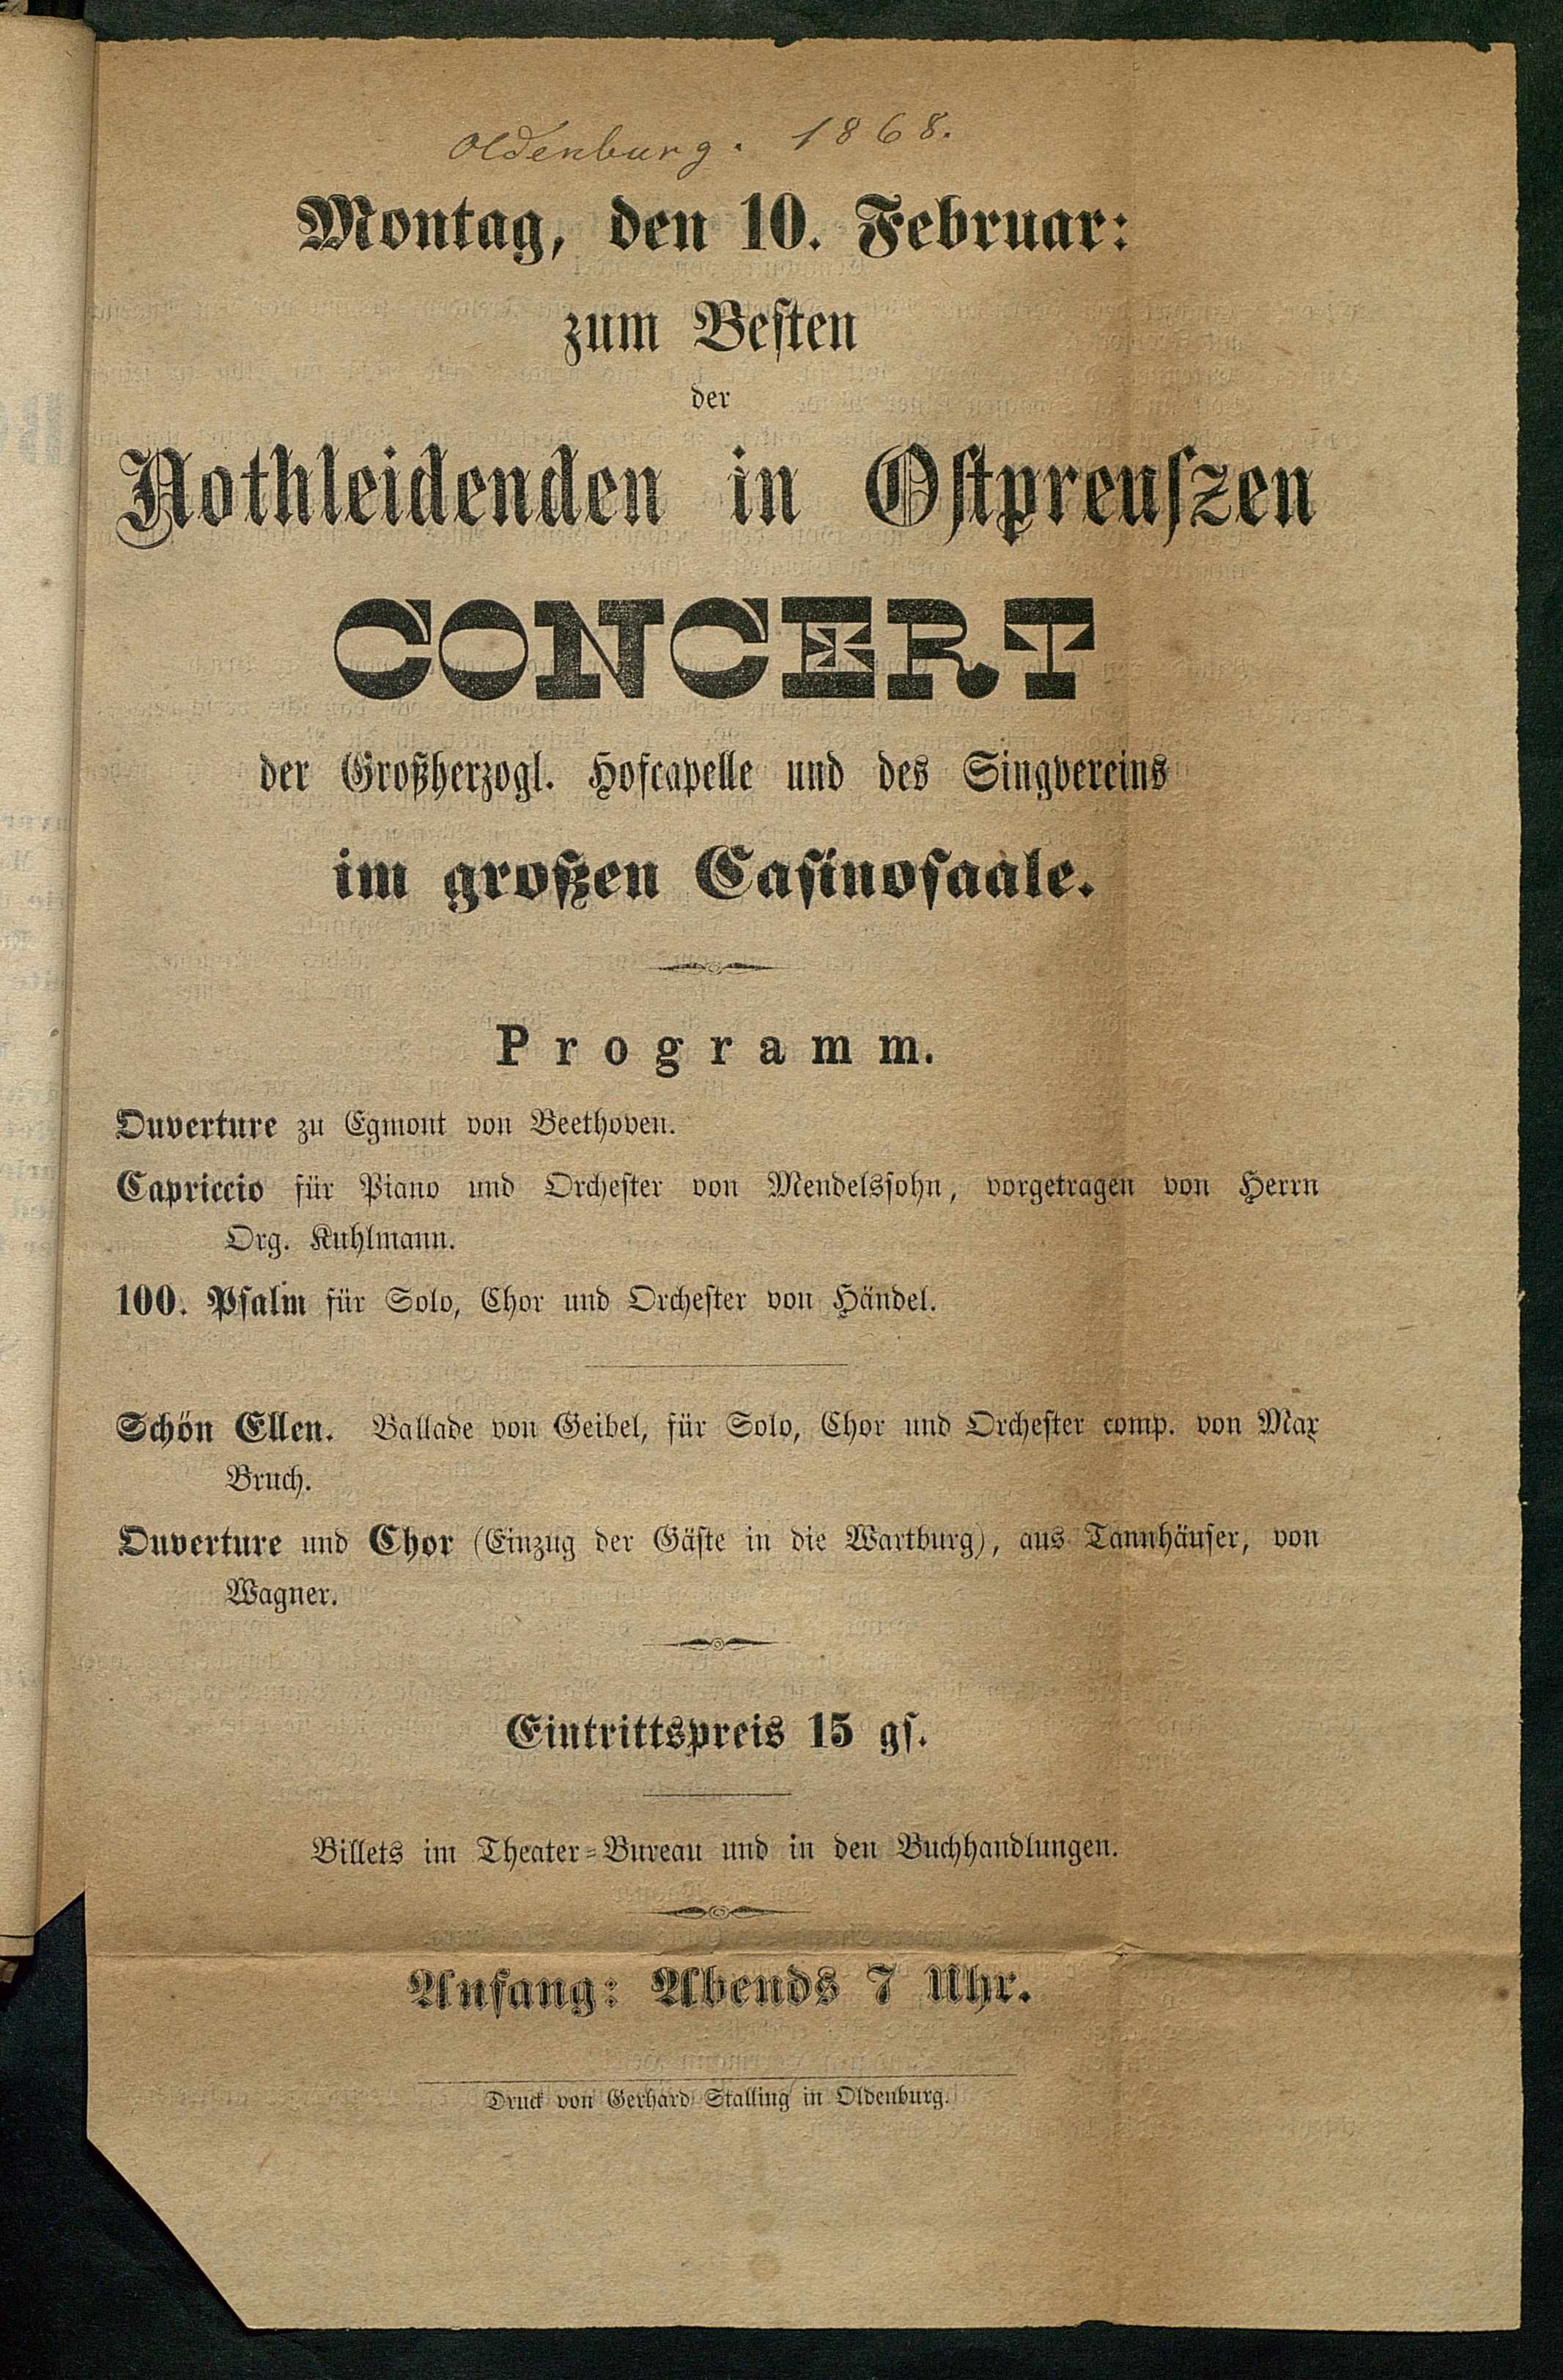 Oldenburg. 1868.
Montag, den 10. Februar:
zum Besten
der
Nothleidenden in Ostpreuszen
CONCERT
der Großherzogl. Hofcapelle und des Singvereins
im großen Casinosaale.
Programm.
Ouverture zu Egmont von Beethoven.
Capriccio für Piano und Orchester von Mendelssohn, vorgetragen von Herrn
Org. Kuhlmann.
100. Psalm für Solo, Chor und Orchester von Händel.
Schön Ellen. Ballade von Geibel, für Solo, Chor und Orchester comp. von Max
Bruch.
Ouverture und Chor (Einzug der Gäste in die Wartburg), aus Tannhäuser, von
Wagner.
Eintrittspreis 15 gs.
Billets im Theater-Bureau und in den Buchhandlungen.
Anfang: Abends 7 Uhr.
Druck von Gerhard Stalling in Oldenburg.